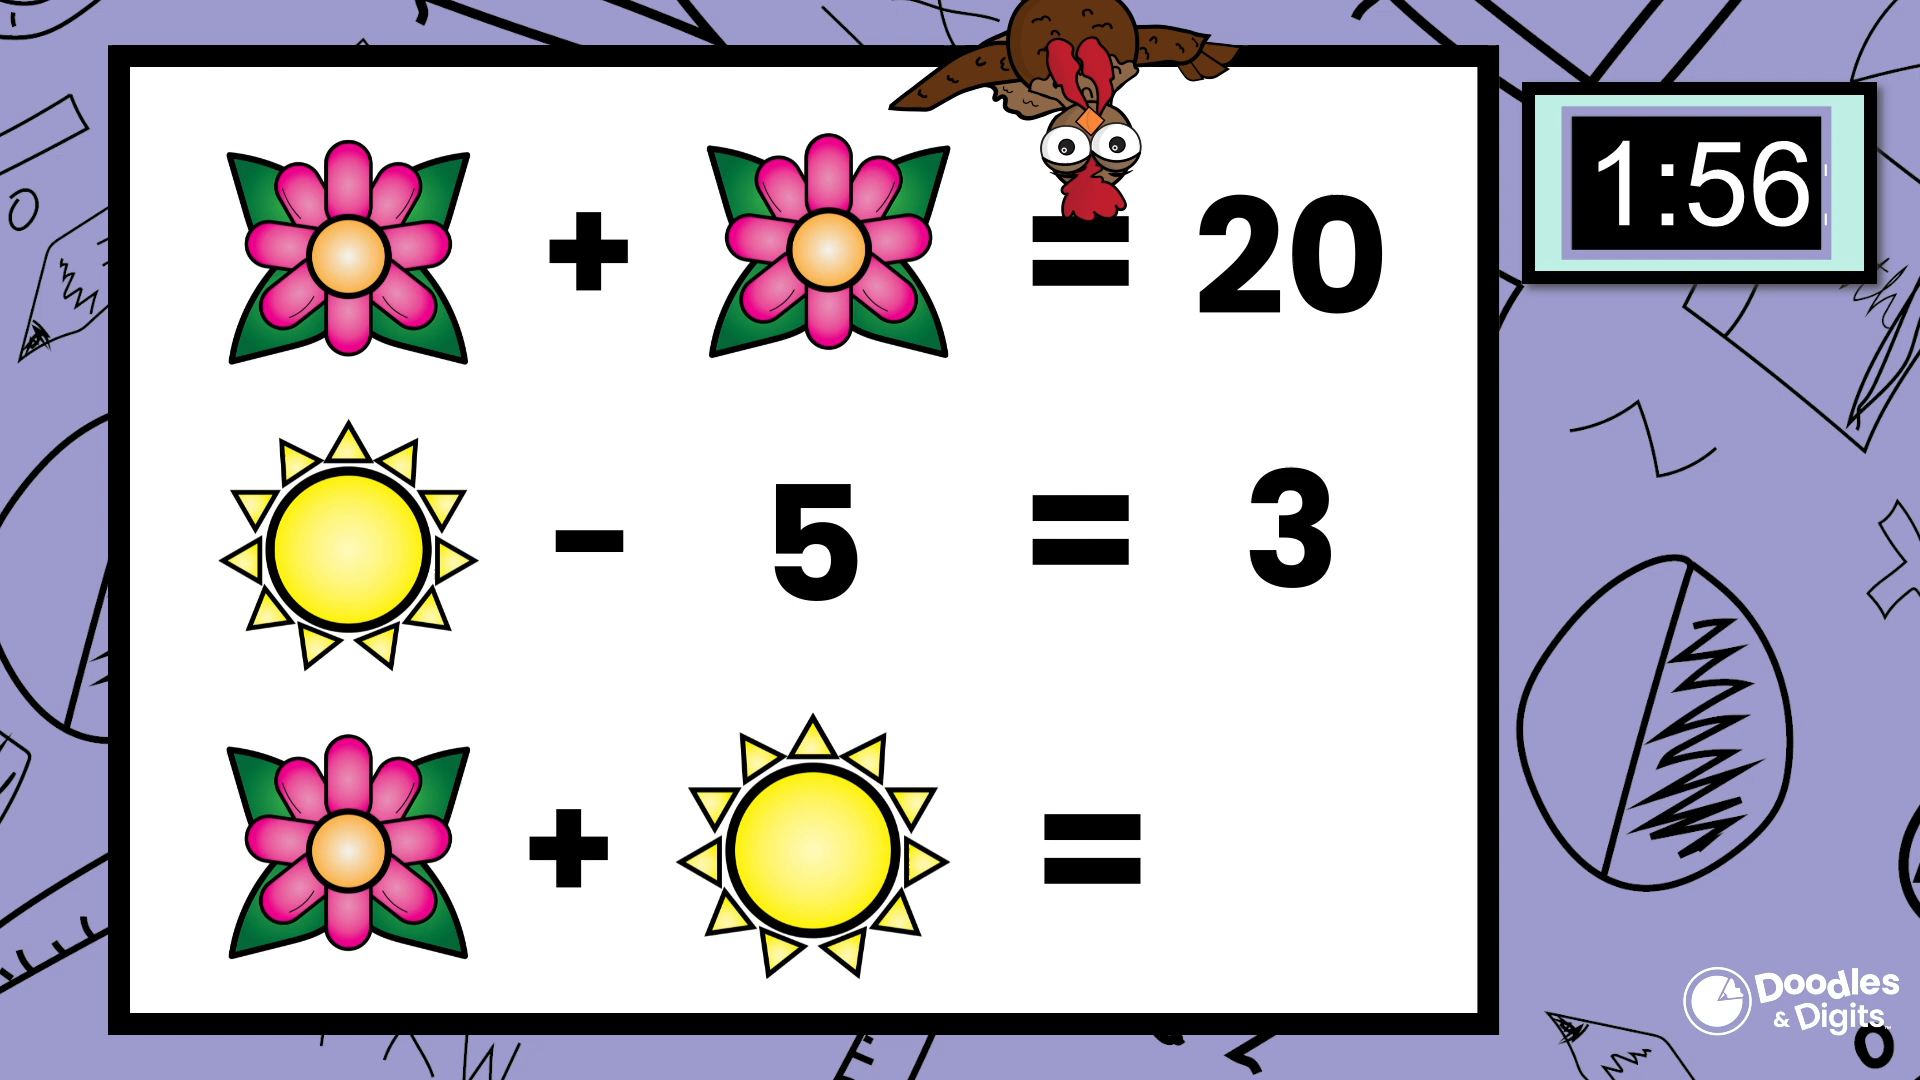 + = 20
1:56
- 5 = 3
+ =
Doodles
& Digits